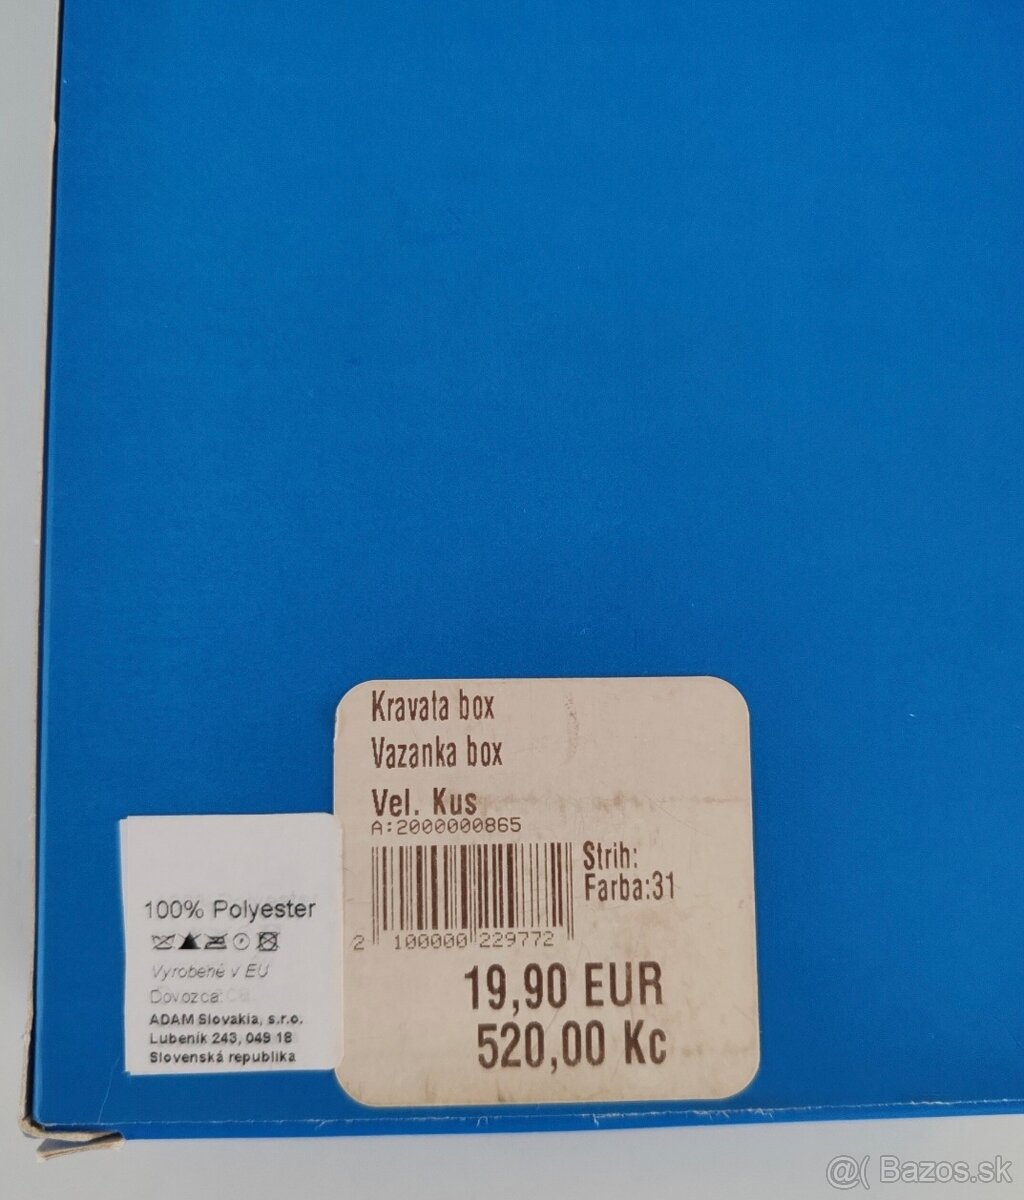 Kravata box
Vazanka box
Vel. Kus
A:2000000865
Strih:
Farba:31
2 100000 229772
19,90 EUR
520,00 Kc
100% Polyester
Vyrobené v EU
Dovozca:
ADAM Slovakia, s.r.o.
Lubeník 243, 049 18
Slovenská republika
@( Bazos.sk